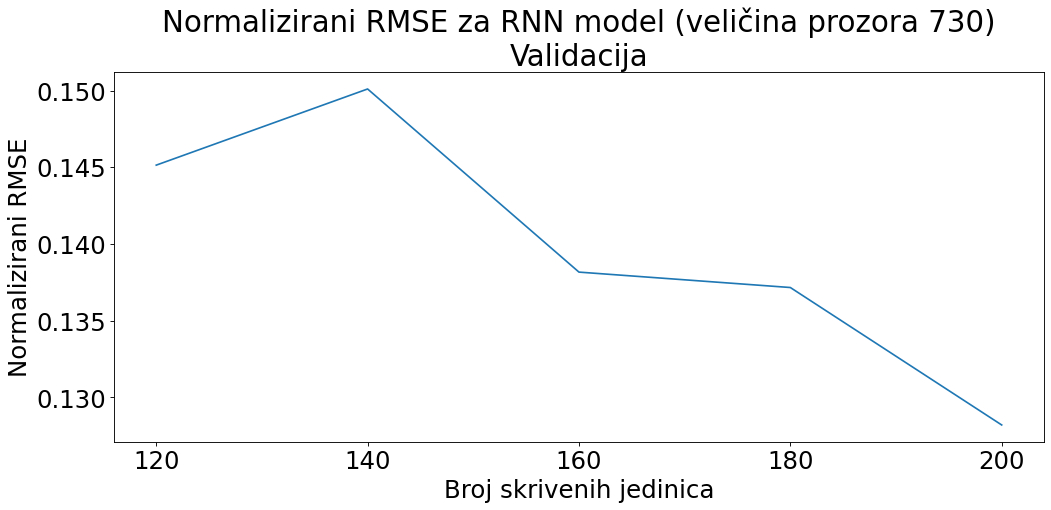 Normalizirani RMSE za RNN model (veličina prozora 730)
Validacija
Normalizirani RMSE
0.150
0.145
0.140
0.135
0.130
120 140 160 180 200
Broj skrivenih jedinica